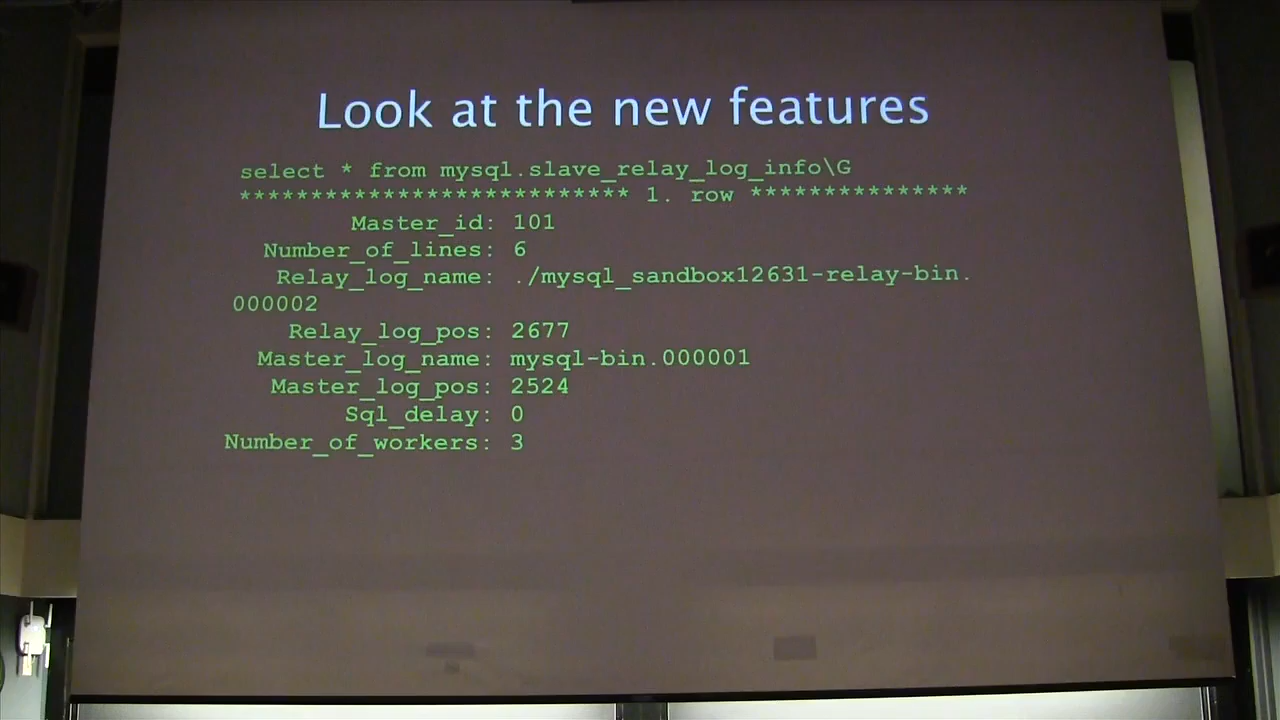 Look at the new features
select * from mysql.slave_relay_log_info\G
*************************** 1. row ***************
Master_id: 101
Number_of_lines: 6
Relay_log_name: ./mysql_sandbox12631-relay-bin.
000002
Relay_log_pos: 2677
Master_log_name: mysql-bin.000001
Master_log_pos: 2524
Sql_delay: 0
Number_of_workers: 3